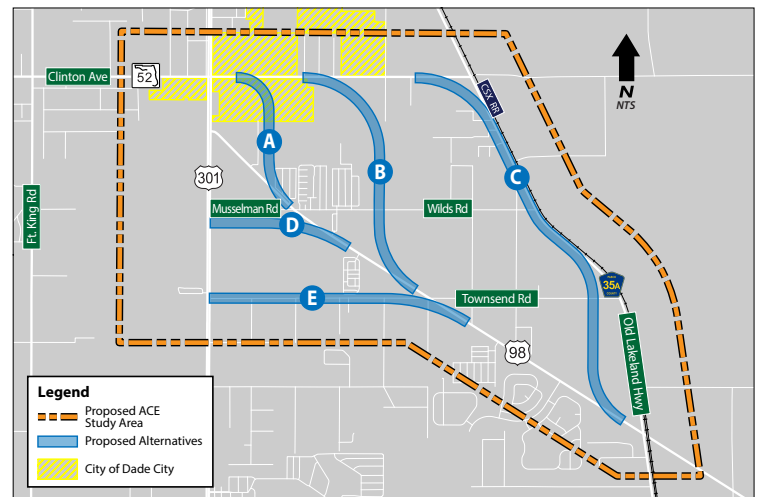 Clinton Ave
52
CSX RR
N
NTS
A
B
C
301
Ft. King Rd
Musselman Rd
Wilds Rd
D
E
Townsend Rd
35A
98
Old Lakeland Hwy
Legend
Proposed ACE
Study Area
Proposed Alternatives
City of Dade City